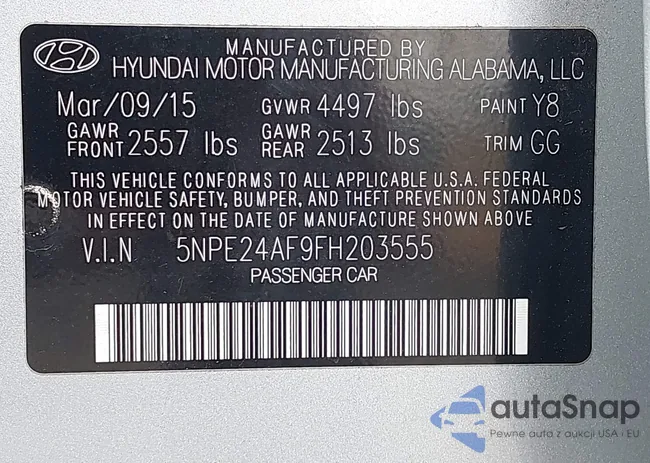 MANUFACTURED BY
HYUNDAI MOTOR MANUFACTURING ALABAMA, LLC
Mar/09/15 GVWR 4497 lbs PAINT Y8
GAWR FRONT 2557 lbs GAWR REAR 2513 lbs TRIM GG
THIS VEHICLE CONFORMS TO ALL APPLICABLE U.S.A. FEDERAL
MOTOR VEHICLE SAFETY, BUMPER, AND THEFT PREVENTION STANDARDS
IN EFFECT ON THE DATE OF MANUFACTURE SHOWN ABOVE
V.I.N 5NPE24AF9FH203555
PASSENGER CAR
autaSnap
Pewne auta z aukcji USA i EU